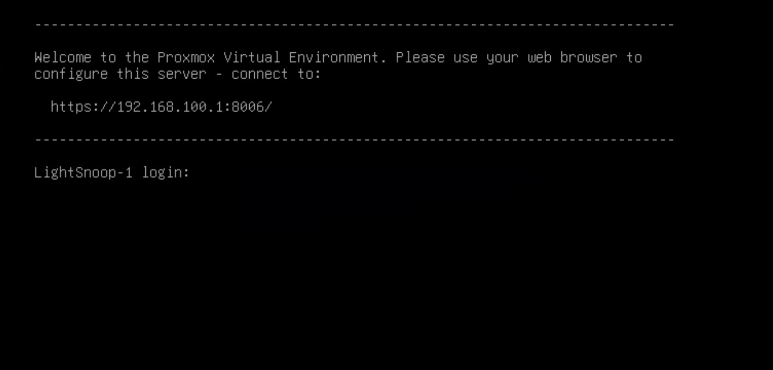 ------------------------------------------------------------------------------
Welcome to the Proxmox Virtual Environment. Please use your web browser to
configure this server - connect to:
https://192.168.100.1:8006/
------------------------------------------------------------------------------
LightSnoop-1 login: